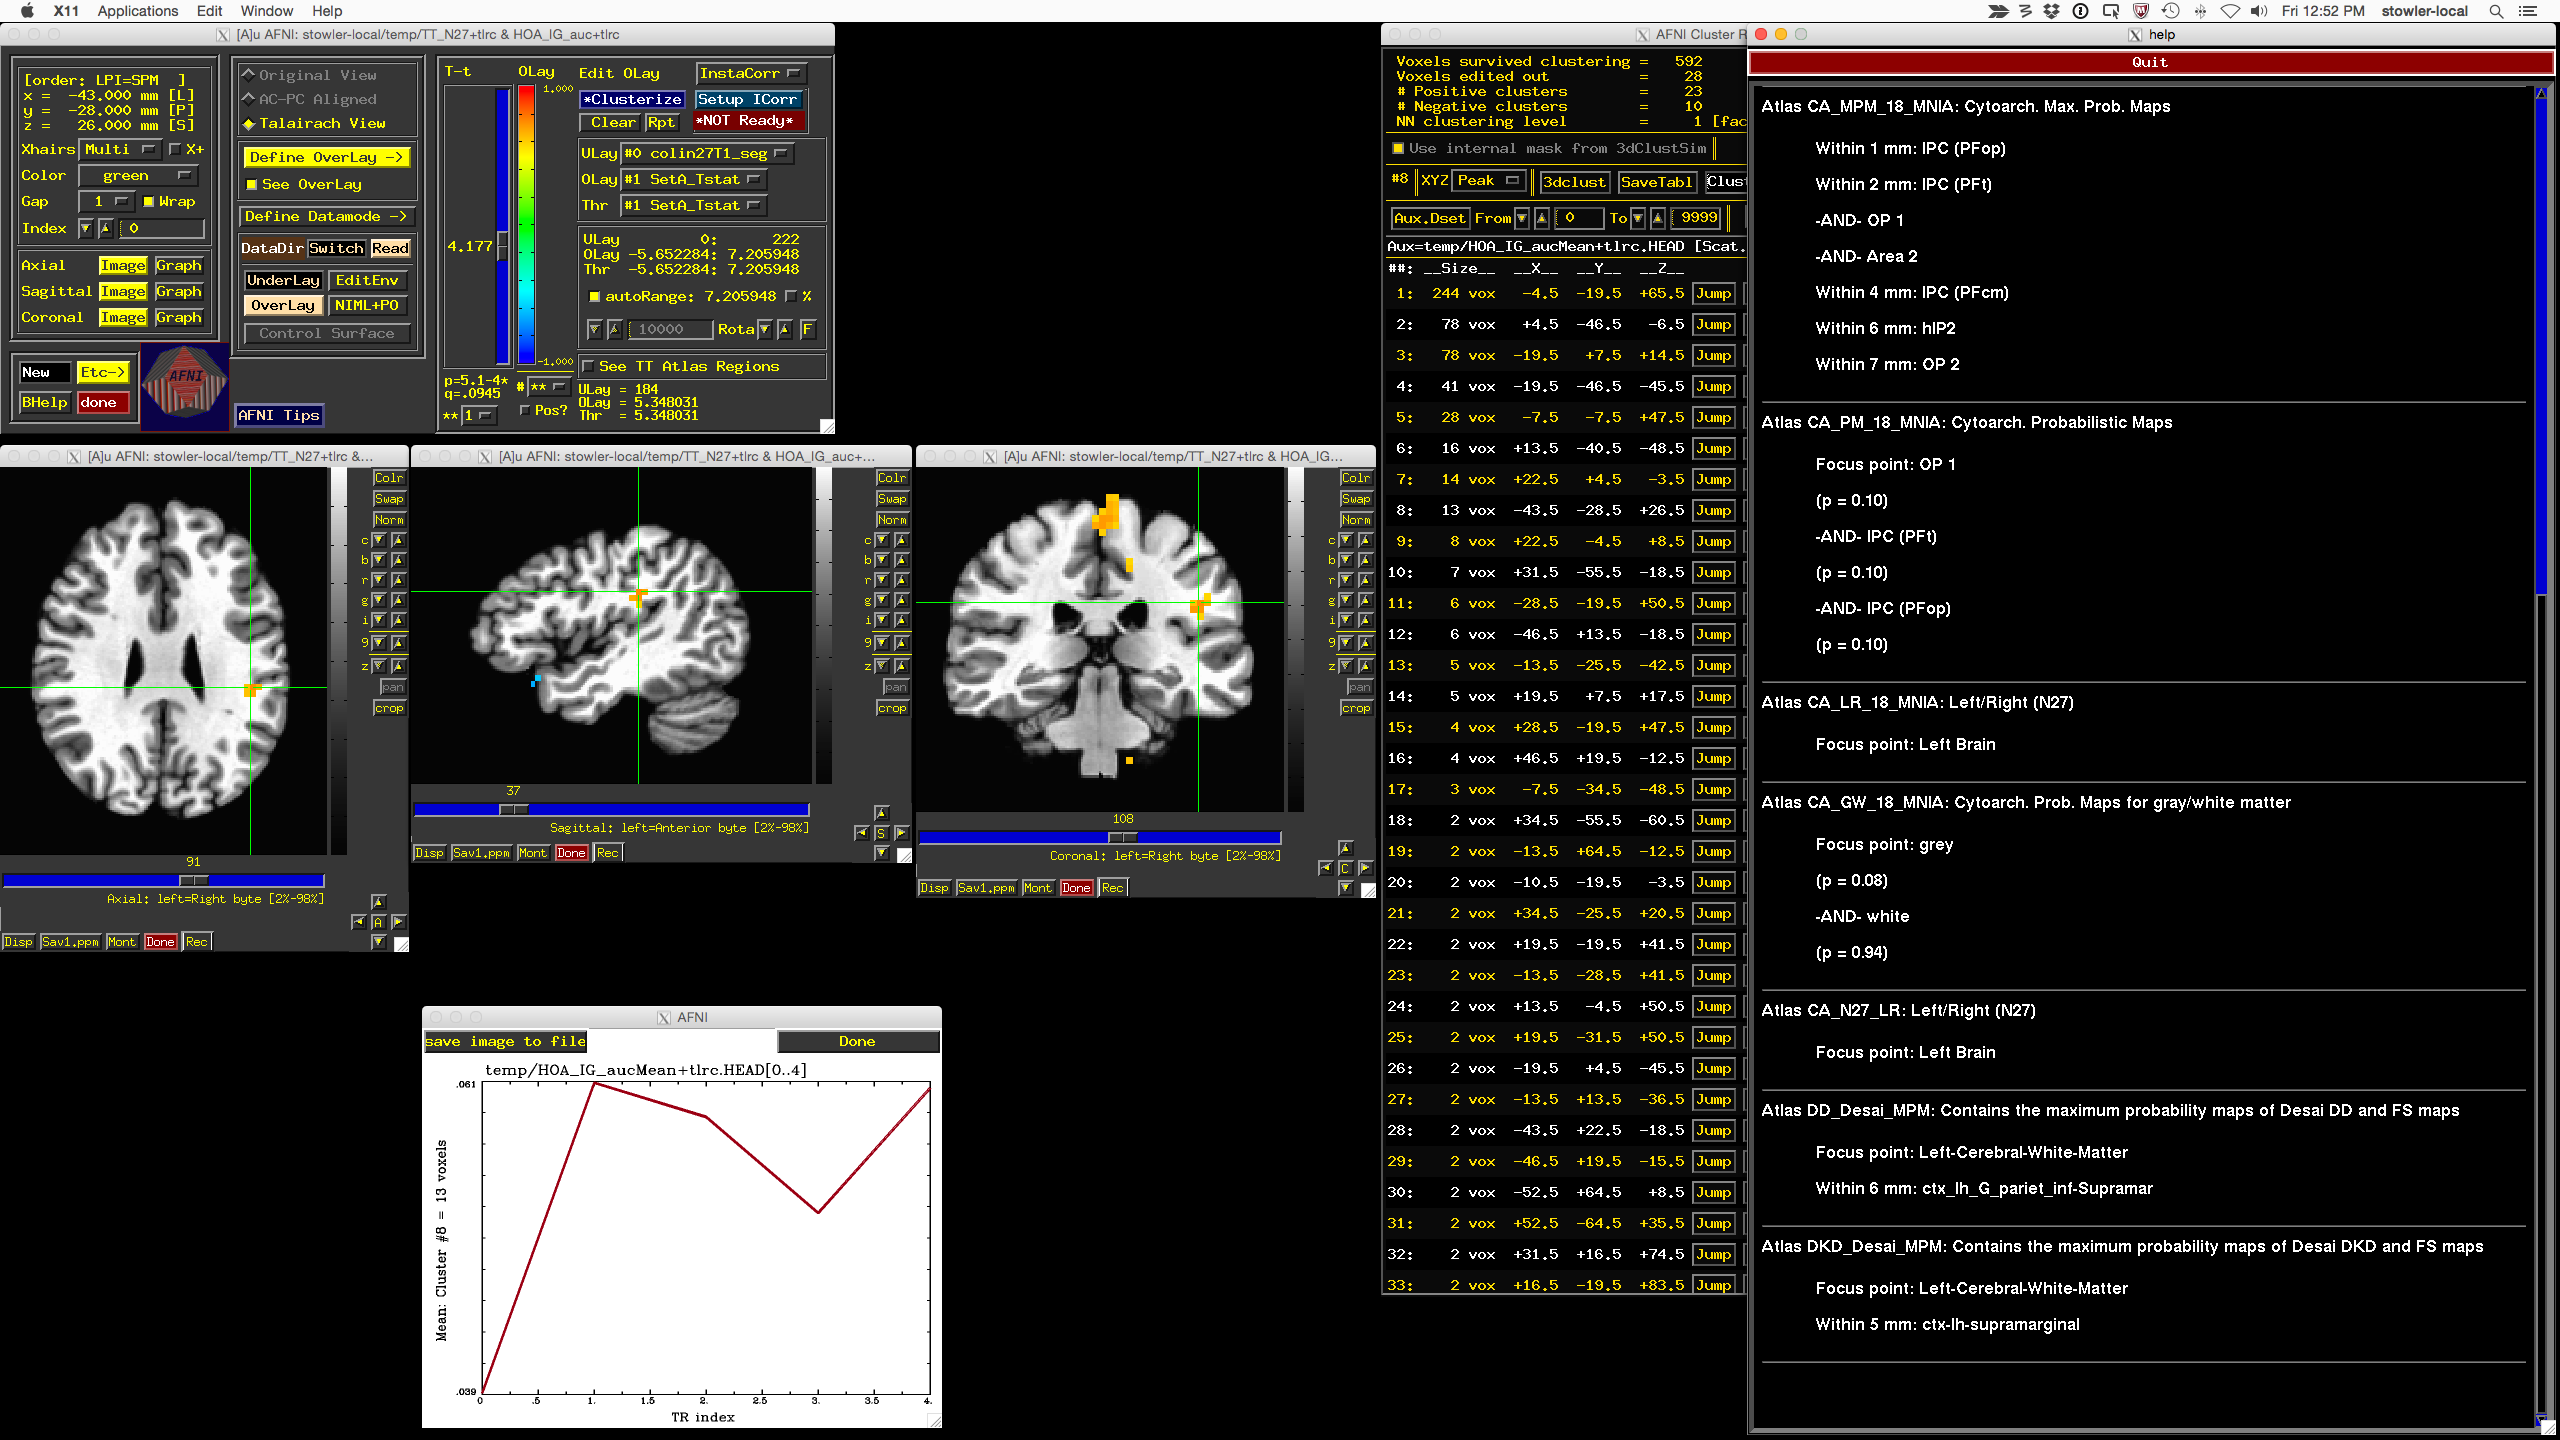 X11 Applications Edit Window Help
Fri 12:52 PM stowler-local
[A]u AFNI: stowler-local/temp/TT_N27+tlrc & HOA_IG_auc+tlrc
[order: LPI=SPM ]
x = -43.000 mm [L]
y = -28.000 mm [P]
z = 26.000 mm [S]
Xhairs Multi X+
Color green
Gap 1 Wrap
Index 0
Axial Image Graph
Sagittal Image Graph
Coronal Image Graph
New Etc->
BHelp done
AFNI
Original View
AC-PC Aligned
Talairach View
Define OverLay ->
See OverLay
Define Datamode ->
DataDir Switch Read
UnderLay EditEnv
OverLay NIML+PO
Control Surface
AFNI Tips
T-t OLay
4.177
1.000
-1.000
p=5.1-4*
q=.0945
** 1
# **
Pos?
Edit OLay InstaCorr
*Clusterize Setup ICorr
Clear Rpt *NOT Ready*
ULay #0 colin27T1_seg
OLay #1 SetA_Tstat
Thr #1 SetA_Tstat
ULay 0: 222
OLay -5.652284: 7.205948
Thr -5.652284: 7.205948
autoRange: 7.205948 %
10000 Rota F
See TT Atlas Regions
ULay = 184
OLay = 5.348031
Thr = 5.348031
[A]u AFNI: stowler-local/temp/TT_N27+tlrc &...
Colr
Swap
Norm
c
b
r
g
i
9
z
pan
crop
91
Axial: left=Right byte [2%-98%]
A
Disp Sav1.ppm Mont Done Rec
[A]u AFNI: stowler-local/temp/TT_N27+tlrc & HOA_IG_auc+...
Colr
Swap
Norm
c
b
r
g
i
9
z
pan
crop
37
Sagittal: left=Anterior byte [2%-98%]
S
Disp Sav1.ppm Mont Done Rec
[A]u AFNI: stowler-local/temp/TT_N27+tlrc & HOA_IG...
Colr
Swap
Norm
c
b
r
g
i
9
z
pan
crop
108
Coronal: left=Right byte [2%-98%]
C
Disp Sav1.ppm Mont Done Rec
AFNI
save image to file Done
temp/HOA_IG_aucMean+tlrc.HEAD[0..4]
.061
Mean: Cluster #8 = 13 voxels
.039
0 .5 1. 1.5 2. 2.5 3. 3.5 4.
TR index
AFNI Cluster R
Voxels survived clustering = 592
Voxels edited out = 28
# Positive clusters = 23
# Negative clusters = 10
NN clustering level = 1 [fac
Use internal mask from 3dClustSim
#8 XYZ Peak 3dclust SaveTabl Clust
Aux.Dset From 0 To 9999
Aux=temp/HOA_IG_aucMean+tlrc.HEAD [Scat.
##: __Size__ __X__ __Y__ __Z__
1: 244 vox -4.5 -19.5 +65.5 Jump
2: 78 vox +4.5 -46.5 -6.5 Jump
3: 78 vox -19.5 +7.5 +14.5 Jump
4: 41 vox -19.5 -46.5 -45.5 Jump
5: 28 vox -7.5 -7.5 +47.5 Jump
6: 16 vox +13.5 -40.5 -48.5 Jump
7: 14 vox +22.5 +4.5 -3.5 Jump
8: 13 vox -43.5 -28.5 +26.5 Jump
9: 8 vox +22.5 -4.5 +8.5 Jump
10: 7 vox +31.5 -55.5 -18.5 Jump
11: 6 vox -28.5 -19.5 +50.5 Jump
12: 6 vox -46.5 +13.5 -18.5 Jump
13: 5 vox -13.5 -25.5 -42.5 Jump
14: 5 vox +19.5 +7.5 +17.5 Jump
15: 4 vox +28.5 -19.5 +47.5 Jump
16: 4 vox +46.5 +19.5 -12.5 Jump
17: 3 vox -7.5 -34.5 -48.5 Jump
18: 2 vox +34.5 -55.5 -60.5 Jump
19: 2 vox -13.5 +64.5 -12.5 Jump
20: 2 vox -10.5 -19.5 -3.5 Jump
21: 2 vox +34.5 -25.5 +20.5 Jump
22: 2 vox +19.5 -19.5 +41.5 Jump
23: 2 vox -13.5 -28.5 +41.5 Jump
24: 2 vox +13.5 -4.5 +50.5 Jump
25: 2 vox +19.5 -31.5 +50.5 Jump
26: 2 vox -19.5 +4.5 -45.5 Jump
27: 2 vox -13.5 +13.5 -36.5 Jump
28: 2 vox -43.5 +22.5 -18.5 Jump
29: 2 vox -46.5 +19.5 -15.5 Jump
30: 2 vox -52.5 +64.5 +8.5 Jump
31: 2 vox +52.5 -64.5 +35.5 Jump
32: 2 vox +31.5 +16.5 +74.5 Jump
33: 2 vox +16.5 -19.5 +83.5 Jump
help
Quit
Atlas CA_MPM_18_MNIA: Cytoarch. Max. Prob. Maps
Within 1 mm: IPC (PFop)
Within 2 mm: IPC (PFt)
-AND- OP 1
-AND- Area 2
Within 4 mm: IPC (PFcm)
Within 6 mm: hIP2
Within 7 mm: OP 2
Atlas CA_PM_18_MNIA: Cytoarch. Probabilistic Maps
Focus point: OP 1
(p = 0.10)
-AND- IPC (PFt)
(p = 0.10)
-AND- IPC (PFop)
(p = 0.10)
Atlas CA_LR_18_MNIA: Left/Right (N27)
Focus point: Left Brain
Atlas CA_GW_18_MNIA: Cytoarch. Prob. Maps for gray/white matter
Focus point: grey
(p = 0.08)
-AND- white
(p = 0.94)
Atlas CA_N27_LR: Left/Right (N27)
Focus point: Left Brain
Atlas DD_Desai_MPM: Contains the maximum probability maps of Desai DD and FS maps
Focus point: Left-Cerebral-White-Matter
Within 6 mm: ctx_lh_G_pariet_inf-Supramar
Atlas DKD_Desai_MPM: Contains the maximum probability maps of Desai DKD and FS maps
Focus point: Left-Cerebral-White-Matter
Within 5 mm: ctx-lh-supramarginal